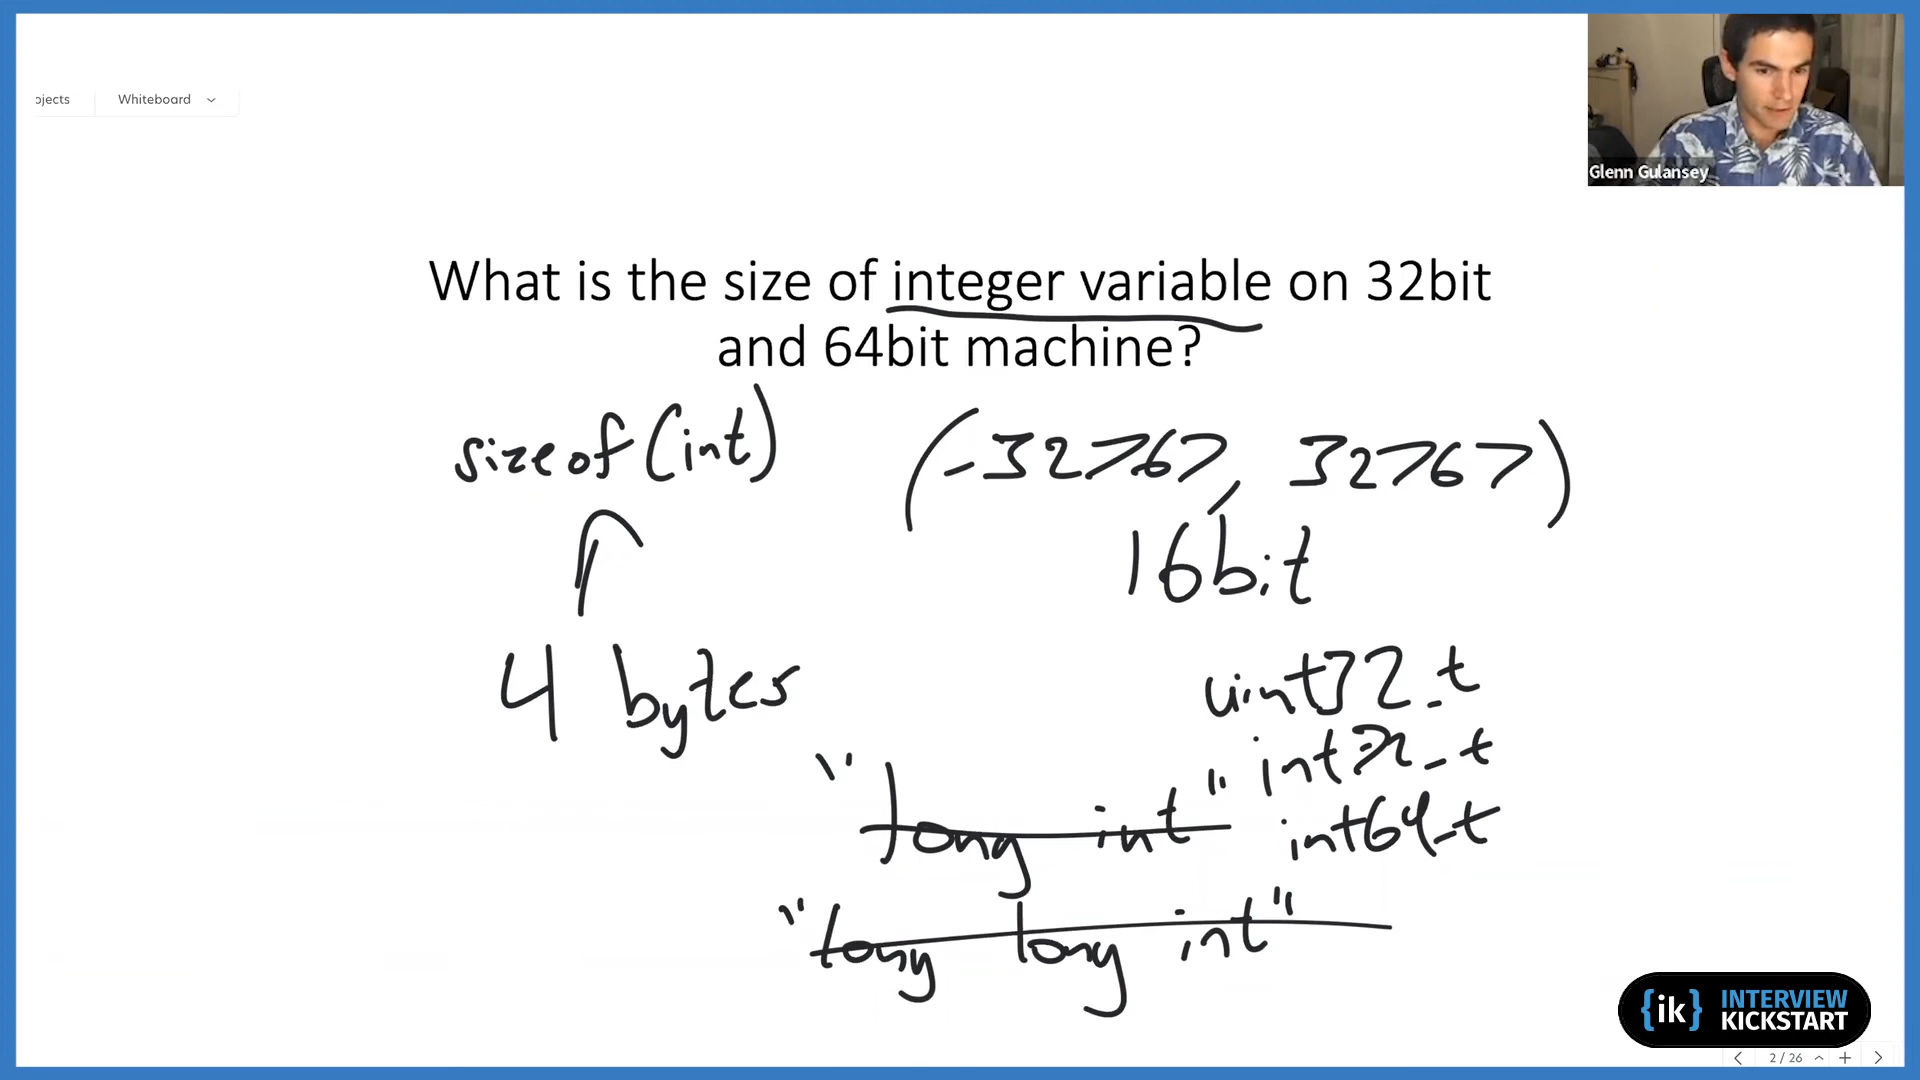 ojects
Whiteboard
Glenn Gulansey
What is the size of integer variable on 32bit
and 64bit machine?
sizeof(int)
(-32767, 32767)
16bit
4 bytes
uint32_t
int32_t
"long int"
int64_t
"long long int"
{ik} INTERVIEW
KICKSTART
2 / 26